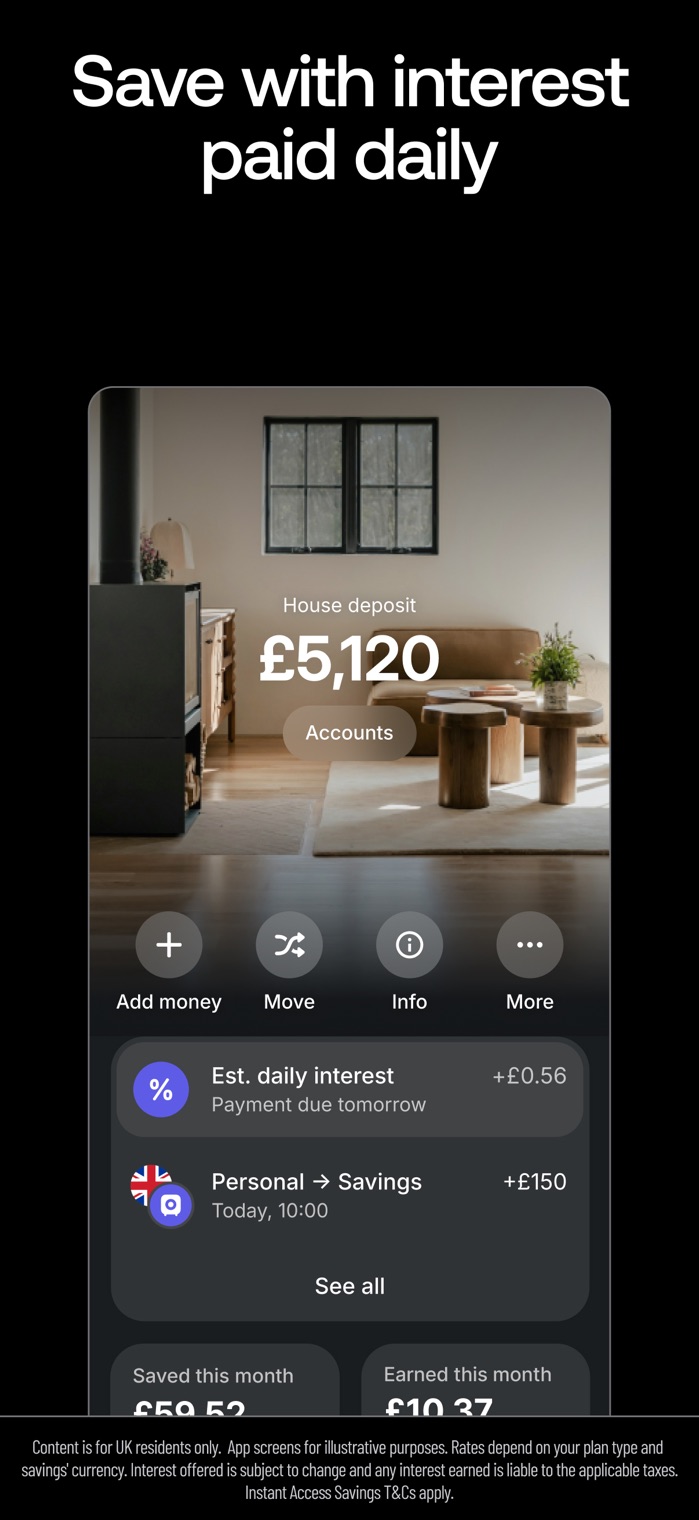 Save with interest
paid daily
House deposit
£5,120
Accounts
Add money
Move
Info
More
%
Est. daily interest
+£0.56
Payment due tomorrow
Personal → Savings
+£150
Today, 10:00
See all
Saved this month
Earned this month
£59.52
£10.37
Content is for UK residents only. App screens for illustrative purposes. Rates depend on your plan type and
savings' currency. Interest offered is subject to change and any interest earned is liable to the applicable taxes.
Instant Access Savings T&Cs apply.